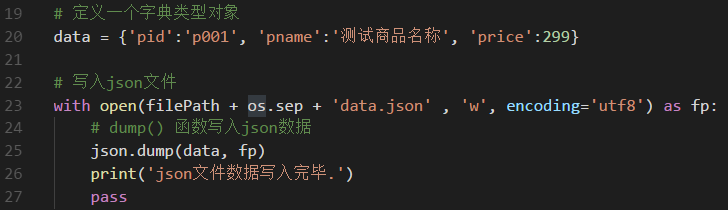 19 # 定义一个字典类型对象
20 data = {'pid':'p001', 'pname':'测试商品名称', 'price':299}
21
22 # 写入json文件
23 with open(filePath + os.sep + 'data.json' , 'w', encoding='utf8') as fp:
24 # dump() 函数写入json数据
25 json.dump(data, fp)
26 print('json文件数据写入完毕.')
27 pass